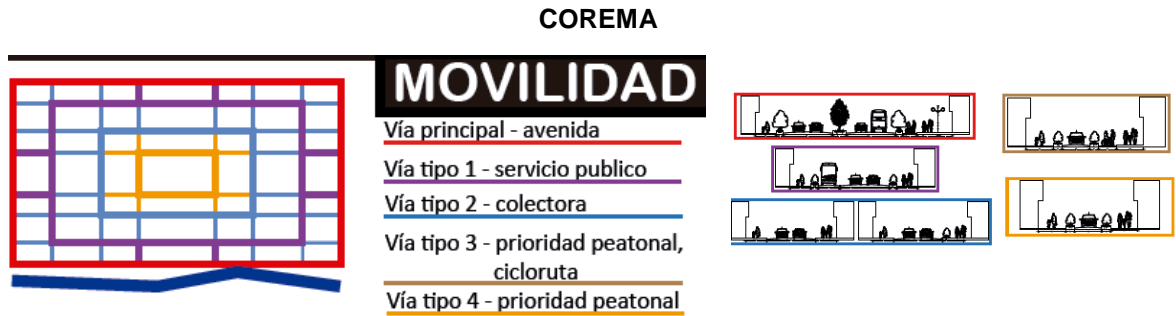 COREMA
MOVILIDAD
Vía principal - avenida
Vía tipo 1 - servicio publico
Vía tipo 2 - colectora
Vía tipo 3 - prioridad peatonal,
cicloruta
Vía tipo 4 - prioridad peatonal